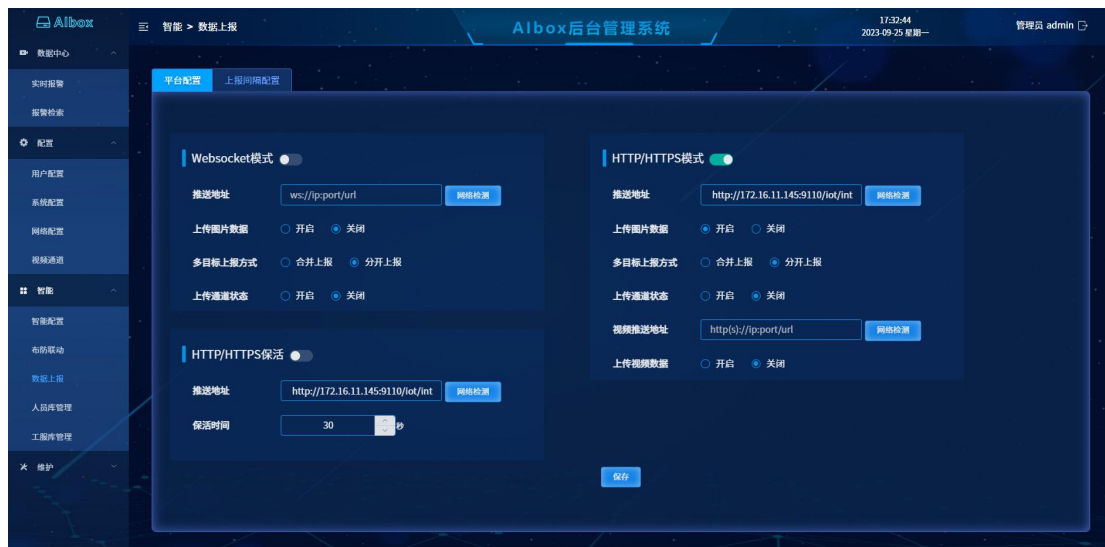 AIbox
智能 > 数据上报
AIbox后台管理系统
17:32:44
2023-09-25 星期一
管理员 admin
数据中心
实时报警
报警检索
配置
用户配置
系统配置
网络配置
视频通道
智能
智能配置
布防联动
数据上报
人员库管理
工服库管理
维护
平台配置 上报间隔配置
Websocket模式
推送地址 ws://ip:port/url 网络检测
上传图片数据 开启 关闭
多目标上报方式 合并上报 分开上报
上传通道状态 开启 关闭
HTTP/HTTPS保活
推送地址 http://172.16.11.145:9110/iot/int 网络检测
保活时间 30 秒
HTTP/HTTPS模式
推送地址 http://172.16.11.145:9110/iot/int 网络检测
上传图片数据 开启 关闭
多目标上报方式 合并上报 分开上报
上传通道状态 开启 关闭
视频推送地址 http(s)://ip:port/url 网络检测
上传视频数据 开启 关闭
保存